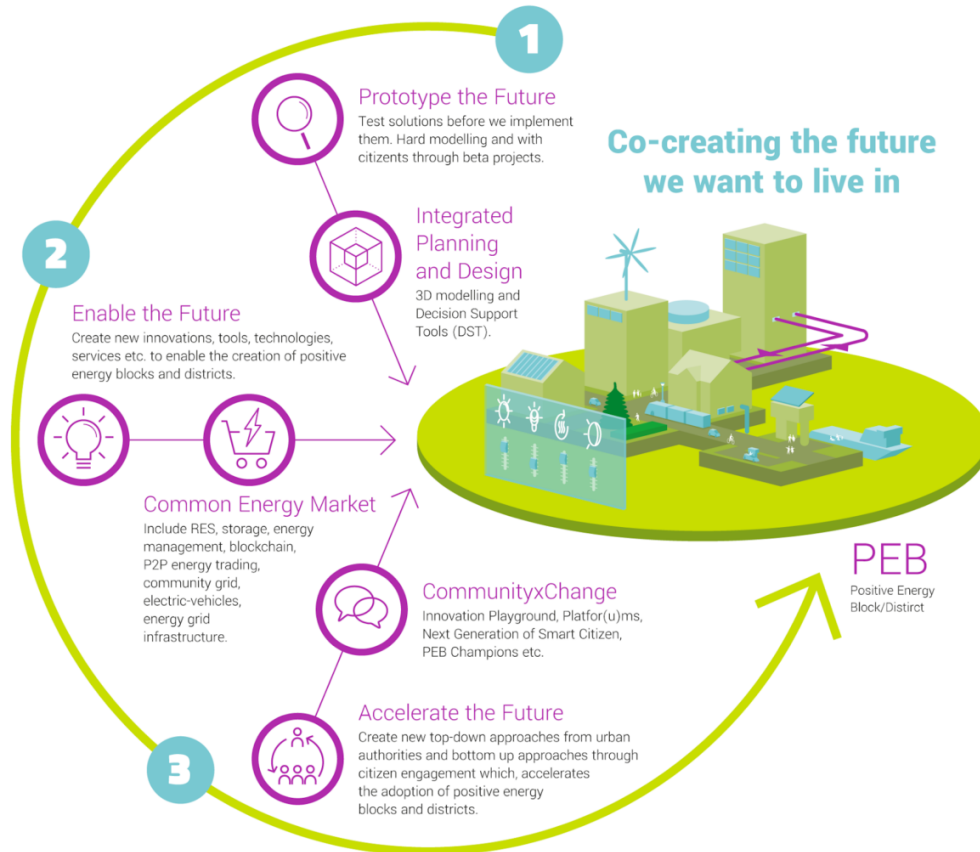 1
Prototype the Future
Test solutions before we implement
them. Hard modelling and with
citizents through beta projects.
Co-creating the future
we want to live in
Integrated
Planning
and Design
3D modelling and
Decision Support
Tools (DST).
2
Enable the Future
Create new innovations, tools, technologies,
services etc. to enable the creation of positive
energy blocks and districts.
Common Energy Market
Include RES, storage, energy
management, blockchain,
P2P energy trading,
community grid,
electric-vehicles,
energy grid
infrastructure.
CommunityxChange
Innovation Playground, Platfor(u)ms,
Next Generation of Smart Citizen,
PEB Champions etc.
PEB
Positive Energy
Block/Distirct
3
Accelerate the Future
Create new top-down approaches from urban
authorities and bottom up approaches through
citizen engagement which, accelerates
the adoption of positive energy
blocks and districts.